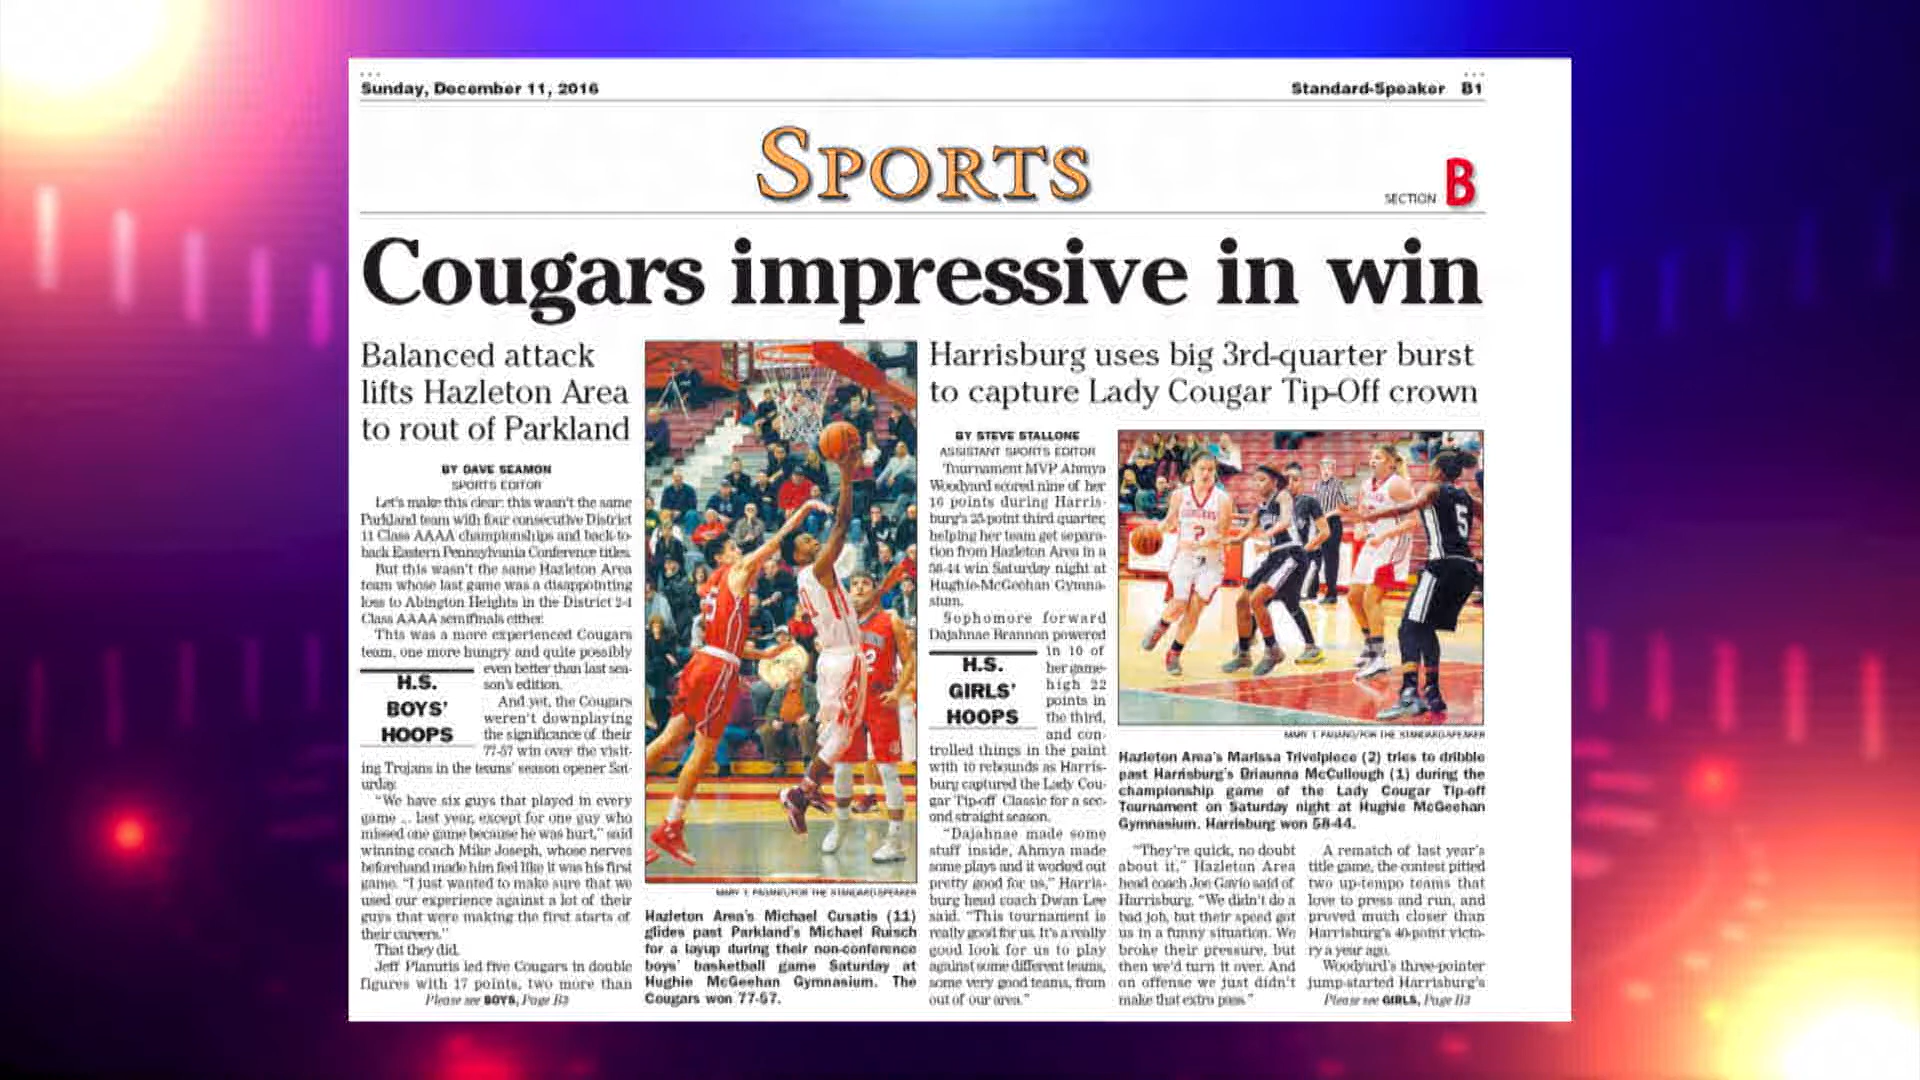 Sunday, December 11, 2016
Standard-Speaker B1
SPORTS
SECTION B
Cougars impressive in win
Balanced attack
lifts Hazleton Area
to rout of Parkland
BY DAVE SEAMON
SPORTS EDITOR
Let's make this clear: this wasn't the same
Parkland team with four consecutive District
11 Class AAAA championships and back-to-
back Eastern Pennsylvania Conference titles.
But this wasn't the same Hazleton Area
team whose last game was a disappointing
loss to Abington Heights in the District 2-4
Class AAAA semifinals either.
This was a more experienced Cougars
team, one more hungry and quite possibly
even better than last sea-
son's edition.
H.S.
BOYS'
HOOPS
And yet, the Cougars
weren't downplaying
the significance of their
77-57 win over the visit-
ing Trojans in the teams' season opener Sat-
urday.
"We have six guys that played in every
game ... last year, except for one guy who
missed one game because he was hurt," said
winning coach Mike Joseph, whose nerves
beforehand made him feel like it was his first
game. "I just wanted to make sure that we
used our experience against a lot of their
guys that were making the first starts of
their careers."
That they did.
Jeff Planutis led five Cougars in double
figures with 17 points, two more than
Please see BOYS, Page B3
5
11
2
MARY T. PAGANO/FOR THE STANDARD-SPEAKER
Hazleton Area's Michael Cusatis (11)
glides past Parkland's Michael Ruisch
for a layup during their non-conference
boys' basketball game Saturday at
Hughie McGeehan Gymnasium. The
Cougars won 77-57.
Harrisburg uses big 3rd-quarter burst
to capture Lady Cougar Tip-Off crown
BY STEVE STALLONE
ASSISTANT SPORTS EDITOR
Tournament MVP Ahmya
Woodyard scored nine of her
16 points during Harris-
burg's 25-point third quarter,
helping her team get separa-
tion from Hazleton Area in a
58-44 win Saturday night at
Hughie-McGeehan Gymna-
sium.
Sophomore forward
Dajahnae Brannon powered
in 10 of
her game-
high 22
points in
the third,
and con-
H.S.
GIRLS'
HOOPS
trolled things in the paint
with 10 rebounds as Harris-
burg captured the Lady Cou-
gar Tip-off Classic for a sec-
ond straight season.
"Dajahnae made some
stuff inside, Ahmya made
some plays and it worked out
pretty good for us," Harris-
burg head coach Dwan Lee
said. "This tournament is
really good for us. It's a really
good look for us to play
against some different teams,
some very good teams, from
out of our area."
2
5
MARY T. PAGANO/FOR THE STANDARD-SPEAKER
Hazleton Area's Marissa Trivelpiece (2) tries to dribble
past Harrisburg's Briaunna McCullough (1) during the
championship game of the Lady Cougar Tip-off
Tournament on Saturday night at Hughie McGeehan
Gymnasium. Harrisburg won 58-44.
"They're quick, no doubt
about it," Hazleton Area
head coach Joe Gavio said of
Harrisburg. "We didn't do a
bad job, but their speed got
us in a funny situation. We
broke their pressure, but
then we'd turn it over. And
on offense we just didn't
make that extra pass."
A rematch of last year's
title game, the contest pitted
two up-tempo teams that
love to press and run, and
proved much closer than
Harrisburg's 40-point victo-
ry a year ago.
Woodyard's three-pointer
jump-started Harrisburg's
Please see GIRLS, Page B3